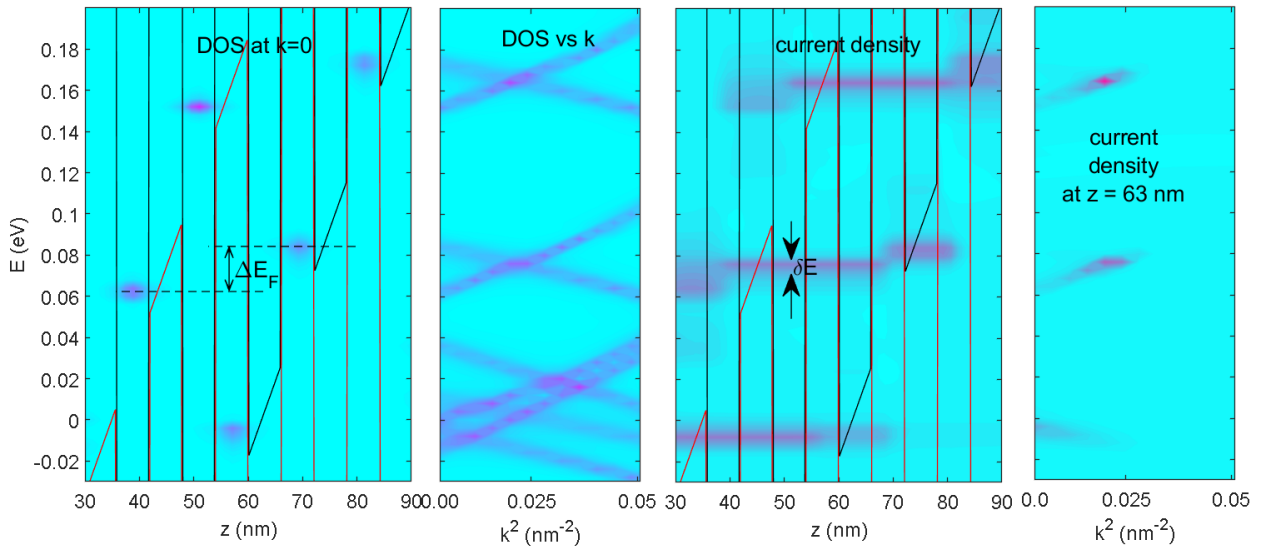 DOS at k=0
DOS vs k
current density
current
density
at z = 63 nm
ΔE_F
δE
E (eV)
0.18
0.16
0.14
0.12
0.1
0.08
0.06
0.04
0.02
0
-0.02
30 40 50 60 70 80 90
0.0 0.025 0.05
30 40 50 60 70 80 90
0.0 0.025 0.05
z (nm)
k² (nm⁻²)
z (nm)
k² (nm⁻²)